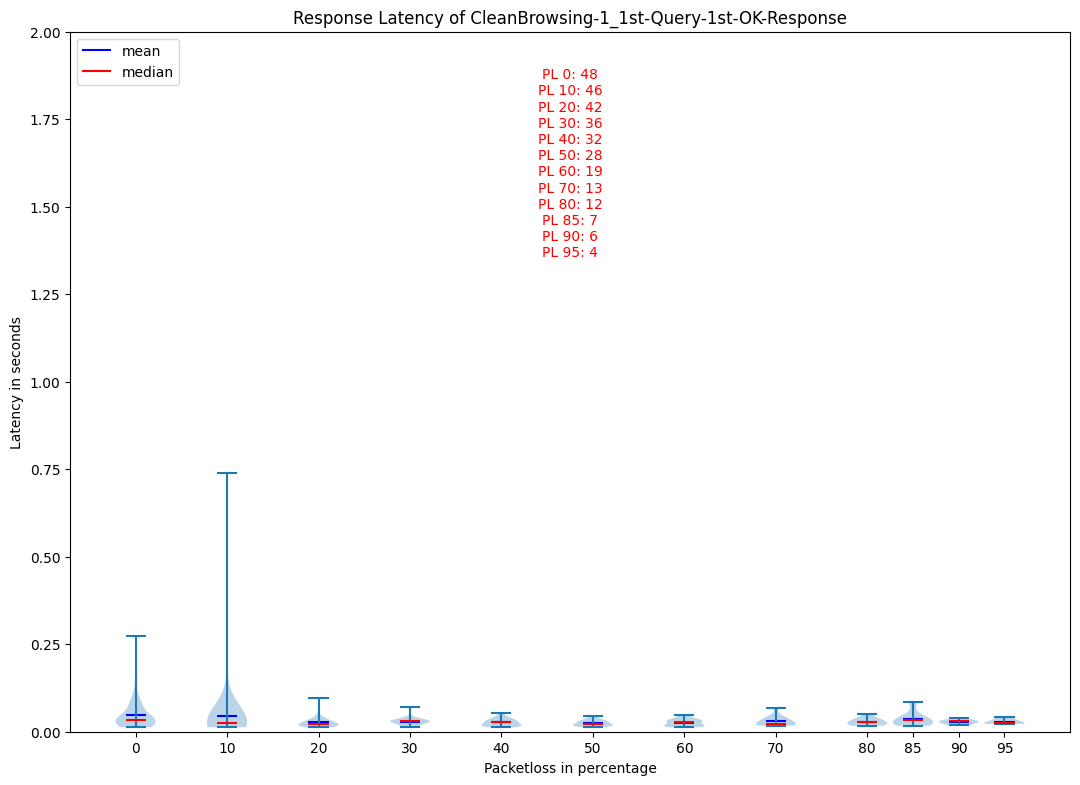 Response Latency of CleanBrowsing-1_1st-Query-1st-OK-Response
mean
median
PL 0: 48
PL 10: 46
PL 20: 42
PL 30: 36
PL 40: 32
PL 50: 28
PL 60: 19
PL 70: 13
PL 80: 12
PL 85: 7
PL 90: 6
PL 95: 4
Latency in seconds
2.00
1.75
1.50
1.25
1.00
0.75
0.50
0.25
0.00
0 10 20 30 40 50 60 70 80 85 90 95
Packetloss in percentage